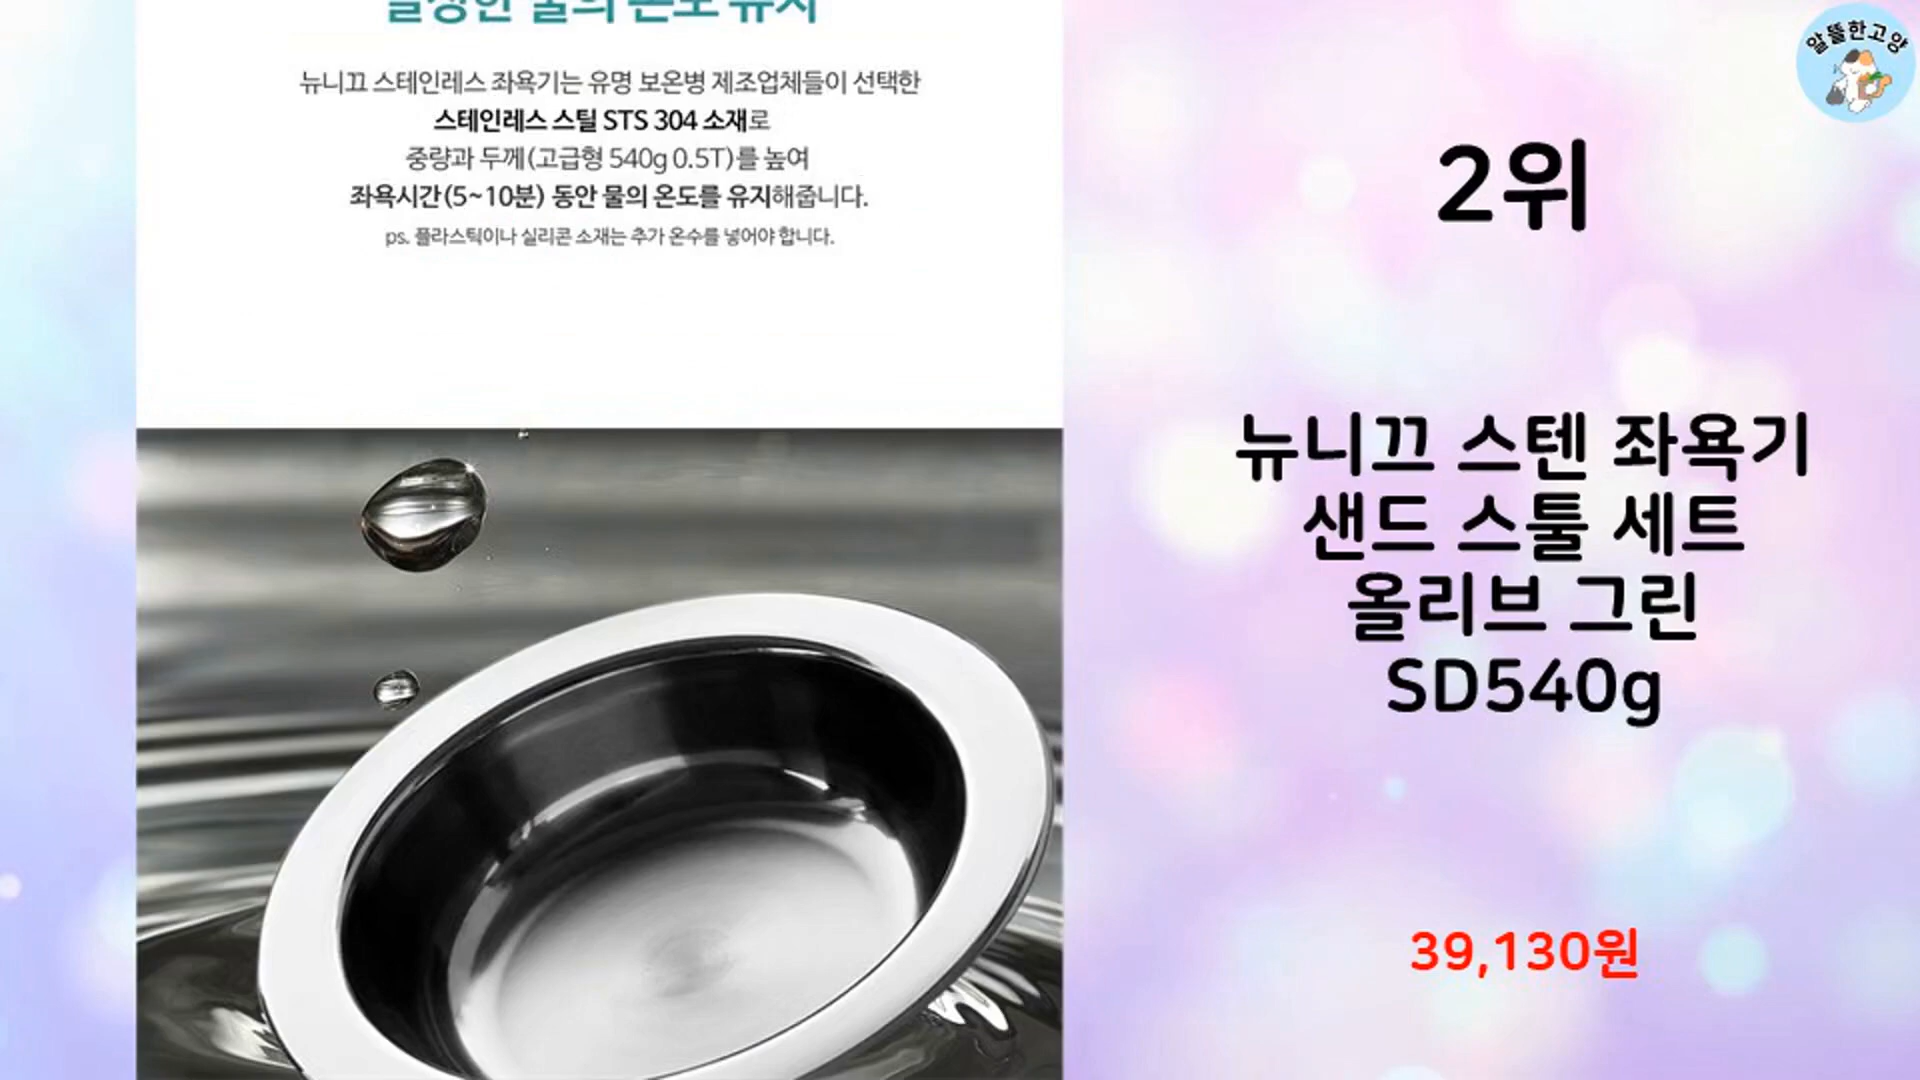 물의 온도 유지
뉴니끄 스테인레스 좌욕기는 유명 보온병 제조업체들이 선택한
스테인레스 스틸 STS 304 소재로
중량과 두께(고급형 540g 0.5T)를 높여
좌욕시간(5~10분) 동안 물의 온도를 유지해줍니다.
ps. 플라스틱이나 실리콘 소재는 추가 온수를 넣어야 합니다.
알뜰한고양
2위
뉴니끄 스텐 좌욕기
샌드 스툴 세트
올리브 그린
SD540g
39,130원